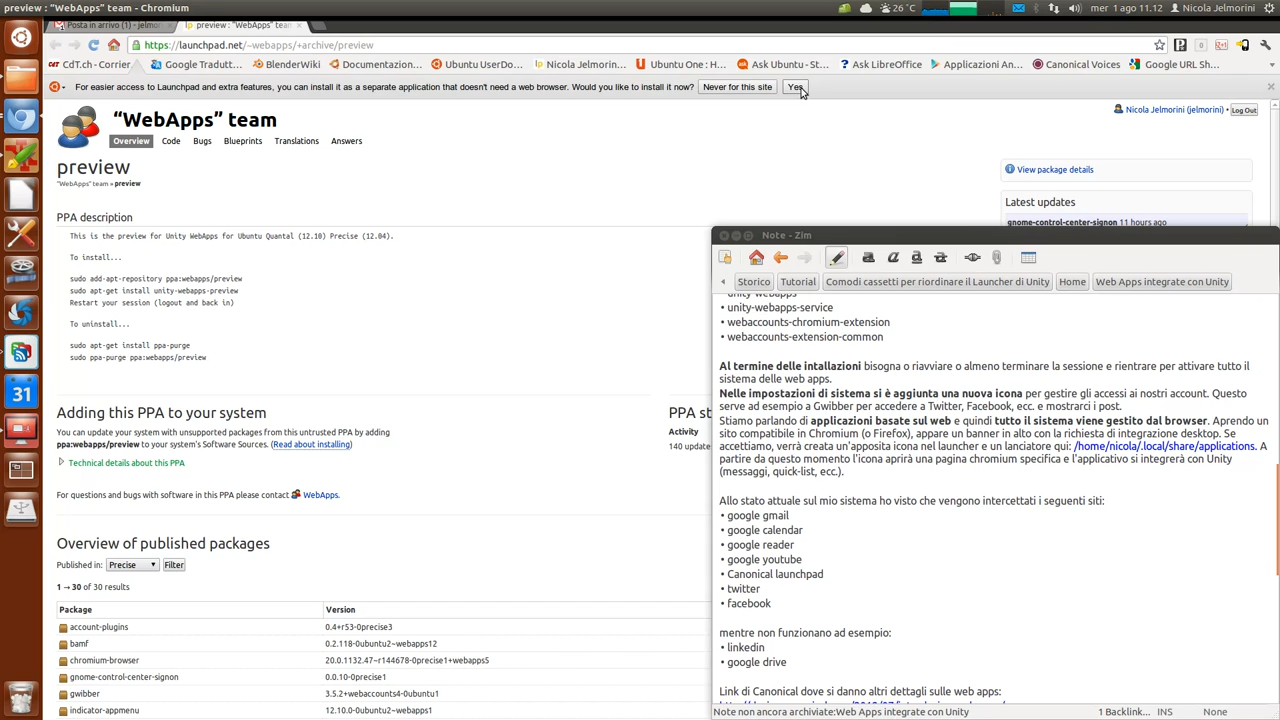 preview : “WebApps” team - Chromium
26°C
mer 1 ago 11.12
Nicola Jelmorini
Posta in arrivo (1) - jelmo
preview : “WebApps” team
https://launchpad.net/~webapps/+archive/preview
CdT.ch - Corrier
Google Tradutt...
BlenderWiki
Documentazion...
Ubuntu UserDo...
Nicola Jelmorin...
Ubuntu One : H...
Ask Ubuntu - St...
Ask LibreOffice
Applicazioni An...
Canonical Voices
Google URL Sh...
For easier access to Launchpad and extra features, you can install it as a separate application that doesn't need a web browser. Would you like to install it now?
Never for this site
Yes
“WebApps” team
Nicola Jelmorini (jelmorini)
Log Out
Overview
Code
Bugs
Blueprints
Translations
Answers
preview
“WebApps” team » preview
View package details
Latest updates
gnome-control-center-signon 11 hours ago
PPA description
This is the preview for Unity WebApps for Ubuntu Quantal (12.10) Precise (12.04).
To install...
sudo add-apt-repository ppa:webapps/preview
sudo apt-get install unity-webapps-preview
Restart your session (logout and back in)
To uninstall...
sudo apt-get install ppa-purge
sudo ppa-purge ppa:webapps/preview
Adding this PPA to your system
You can update your system with unsupported packages from this untrusted PPA by adding
ppa:webapps/preview to your system's Software Sources. (Read about installing)
Technical details about this PPA
For questions and bugs with software in this PPA please contact WebApps.
PPA st
Activity
140 update
Overview of published packages
Published in: Precise Filter
1 → 30 of 30 results
Package Version
account-plugins 0.4+r53-0precise3
bamf 0.2.118-0ubuntu2~webapps12
chromium-browser 20.0.1132.47~r144678-0precise1+webapps5
gnome-control-center-signon 0.0.10-0precise1
gwibber 3.5.2+webaccounts4-0ubuntu1
indicator-appmenu 12.10.0-0ubuntu2~webapps1
31
Note - Zim
Storico
Tutorial
Comodi cassetti per riordinare il Launcher di Unity
Home
Web Apps integrate con Unity
• unity-webapps
• unity-webapps-service
• webaccounts-chromium-extension
• webaccounts-extension-common
Al termine delle intallazioni bisogna o riavviare o almeno terminare la sessione e rientrare per attivare tutto il
sistema delle web apps.
Nelle impostazioni di sistema si è aggiunta una nuova icona per gestire gli accessi ai nostri account. Questo
serve ad esempio a Gwibber per accedere a Twitter, Facebook, ecc. e mostrarci i post.
Stiamo parlando di applicazioni basate sul web e quindi tutto il sistema viene gestito dal browser. Aprendo un
sito compatibile in Chromium (o Firefox), appare un banner in alto con la richiesta di integrazione desktop. Se
accettiamo, verrà creata un'apposita icona nel launcher e un lanciatore qui: /home/nicola/.local/share/applications. A
partire da questo momento l'icona aprirà una pagina chromium specifica e l'applicativo si integrerà con Unity
(messaggi, quick-list, ecc.).
Allo stato attuale sul mio sistema ho visto che vengono intercettati i seguenti siti:
• google gmail
• google calendar
• google reader
• google youtube
• Canonical launchpad
• twitter
• facebook
mentre non funzionano ad esempio:
• linkedin
• google drive
Link di Canonical dove si danno altri dettagli sulle web apps:
Note non ancora archiviate:Web Apps integrate con Unity
1 Backlink...
INS
None